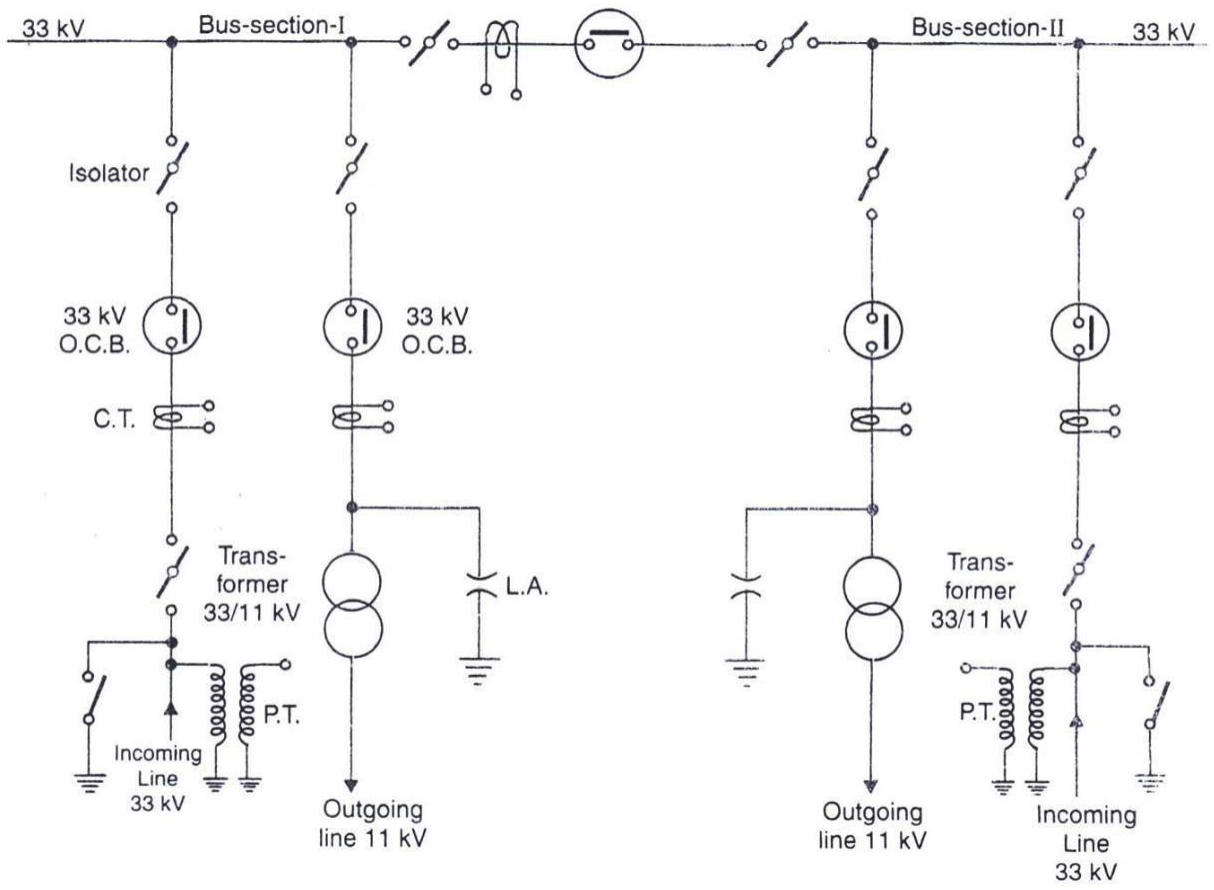 33 kV
Bus-section-I
Bus-section-II
33 kV
Isolator
33 kV
O.C.B.
33 kV
O.C.B.
C.T.
Trans-
former
33/11 kV
L.A.
Trans-
former
33/11 kV
P.T.
P.T.
Incoming
Line
33 kV
Outgoing
line 11 kV
Outgoing
line 11 kV
Incoming
Line
33 kV